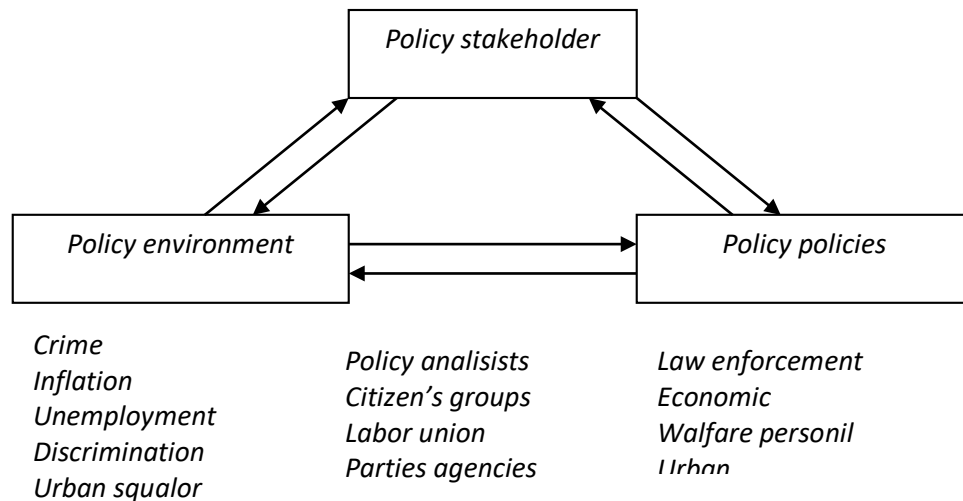 Policy stakeholder
Policy environment
Policy policies
Crime
Inflation
Unemployment
Discrimination
Urban squalor
Policy analisists
Citizen's groups
Labor union
Parties agencies
Law enforcement
Economic
Walfare personil
Urban